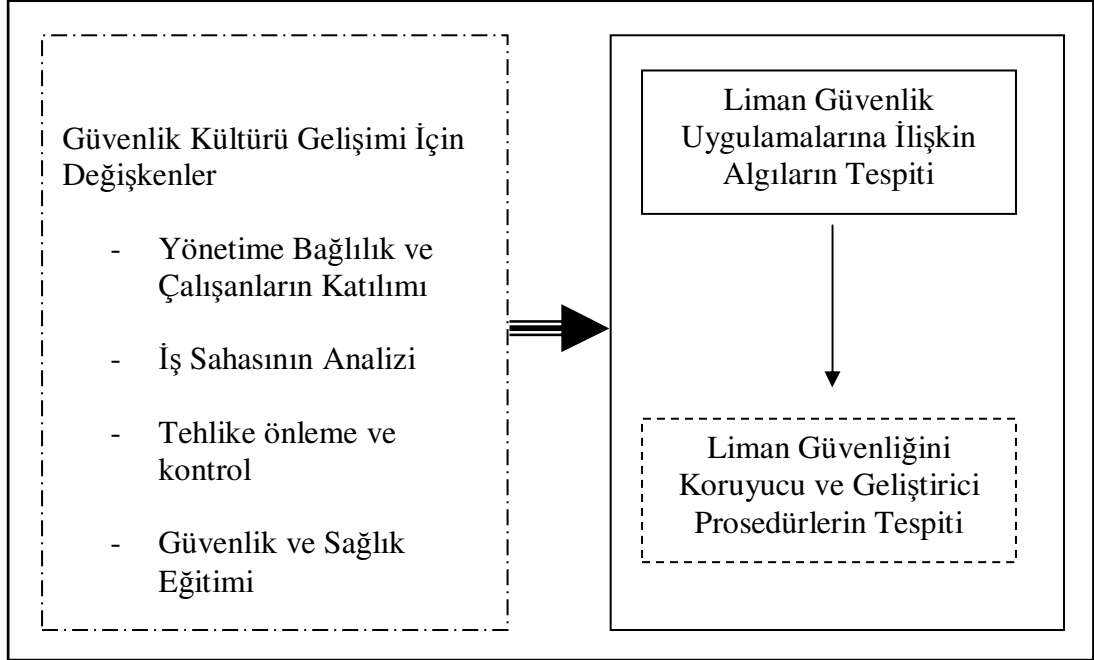 Güvenlik Kültürü Gelişimi İçin
Değişkenler
- Yönetime Bağlılık ve
Çalışanların Katılımı
- İş Sahasının Analizi
- Tehlike önleme ve
kontrol
- Güvenlik ve Sağlık
Eğitimi
Liman Güvenlik
Uygulamalarına İlişkin
Algıların Tespiti
Liman Güvenliğini
Koruyucu ve Geliştirici
Prosedürlerin Tespiti